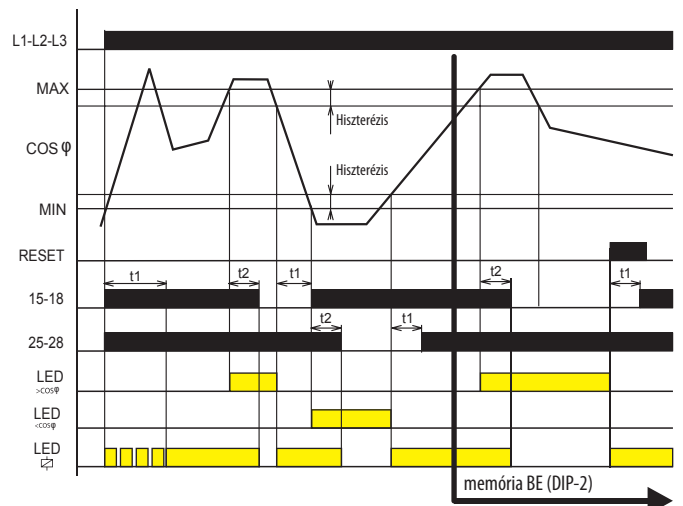 L1-L2-L3
MAX
Hiszterézis
COS φ
Hiszterézis
MIN
RESET
t1 t2 t1 t2 t1
15-18
t2 t1
25-28
LED
>cosφ
LED
<cosφ
LED
memória BE (DIP-2)